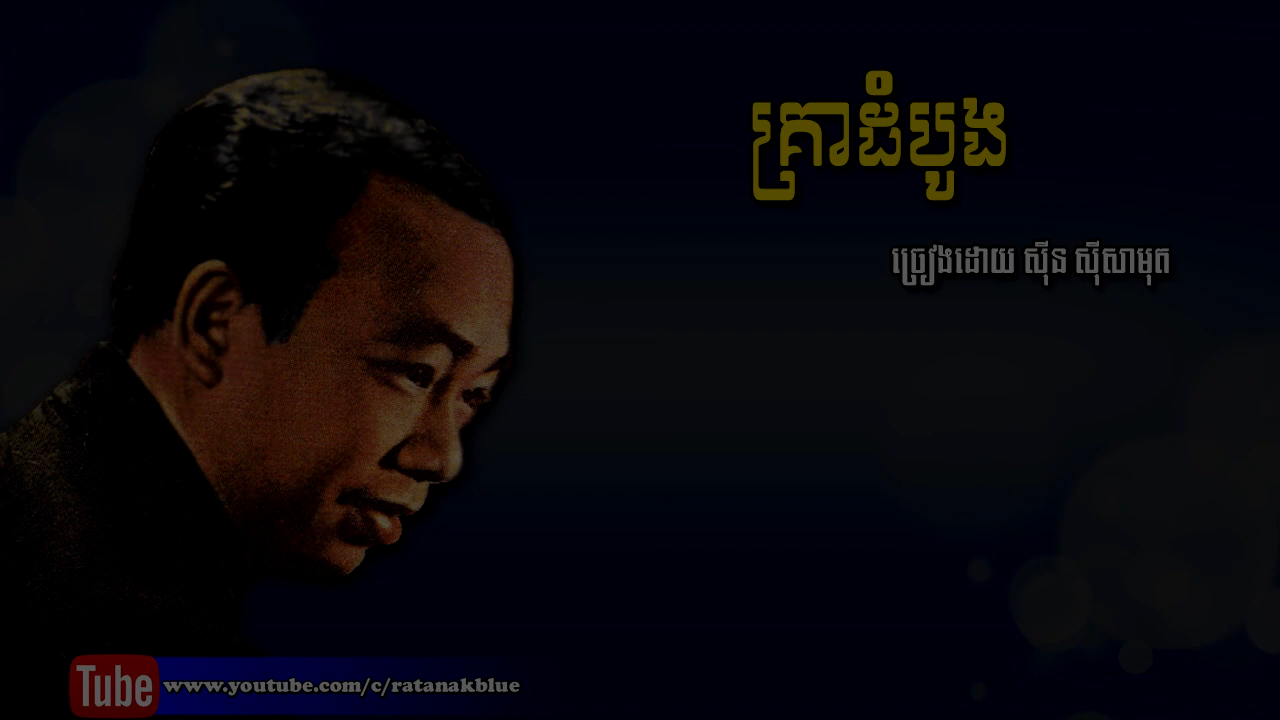 គ្រាដំបូង
ច្រៀងដោយ ស៊ីន ស៊ីសាមុត
Tube www.youtube.com/c/ratanakblue